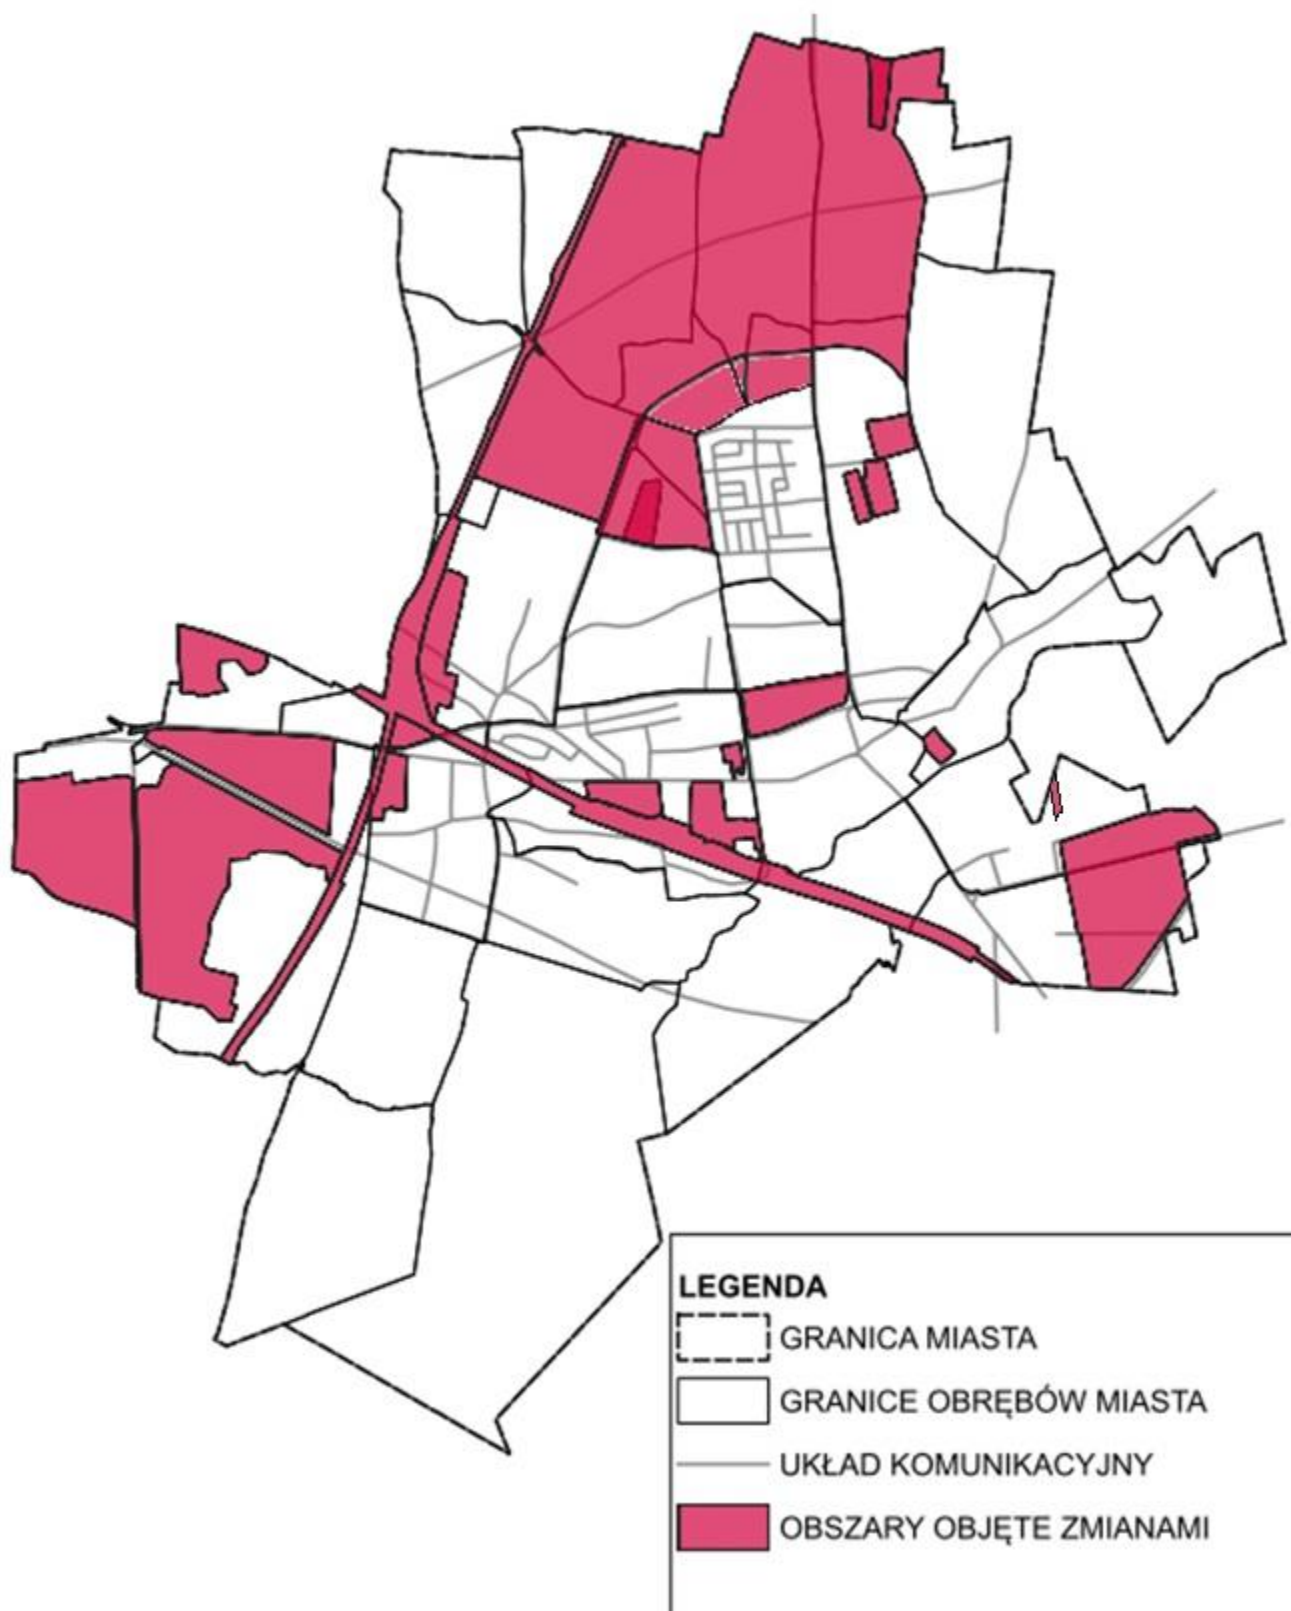 LEGENDA
GRANICA MIASTA
GRANICE OBRĘBÓW MIASTA
UKŁAD KOMUNIKACYJNY
OBSZARY OBJĘTE ZMIANAMI